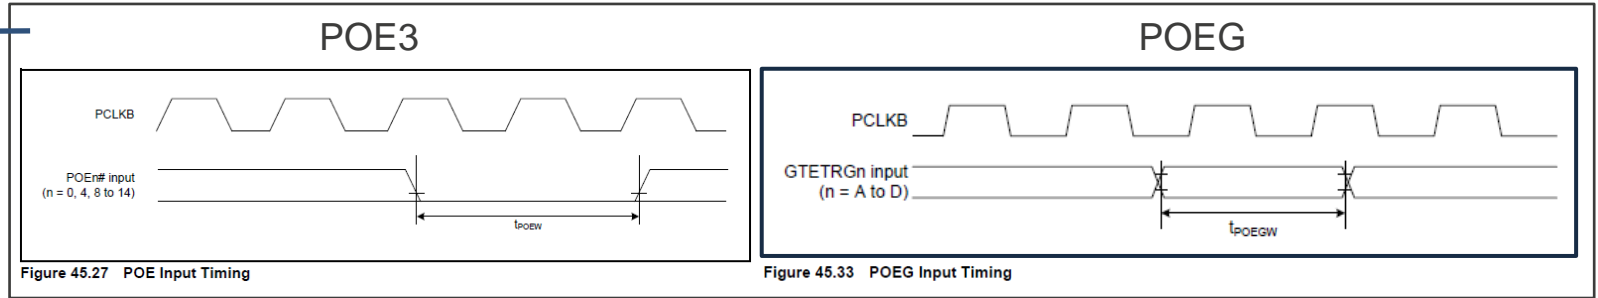 POE3
PCLKB
POEn# input
(n = 0, 4, 8 to 14)
tPOEW
Figure 45.27 POE Input Timing
POEG
PCLKB
GTETRGn input
(n = A to D)
tPOEGW
Figure 45.33 POEG Input Timing